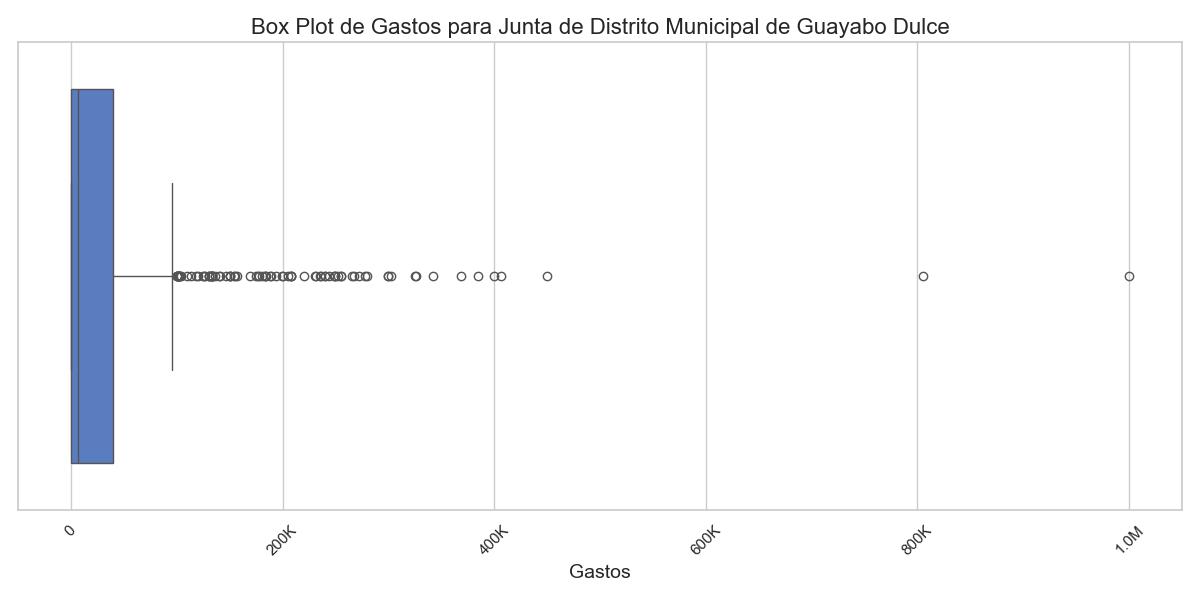 Box Plot de Gastos para Junta de Distrito Municipal de Guayabo Dulce
0
200K
400K
600K
800K
1.0M
Gastos